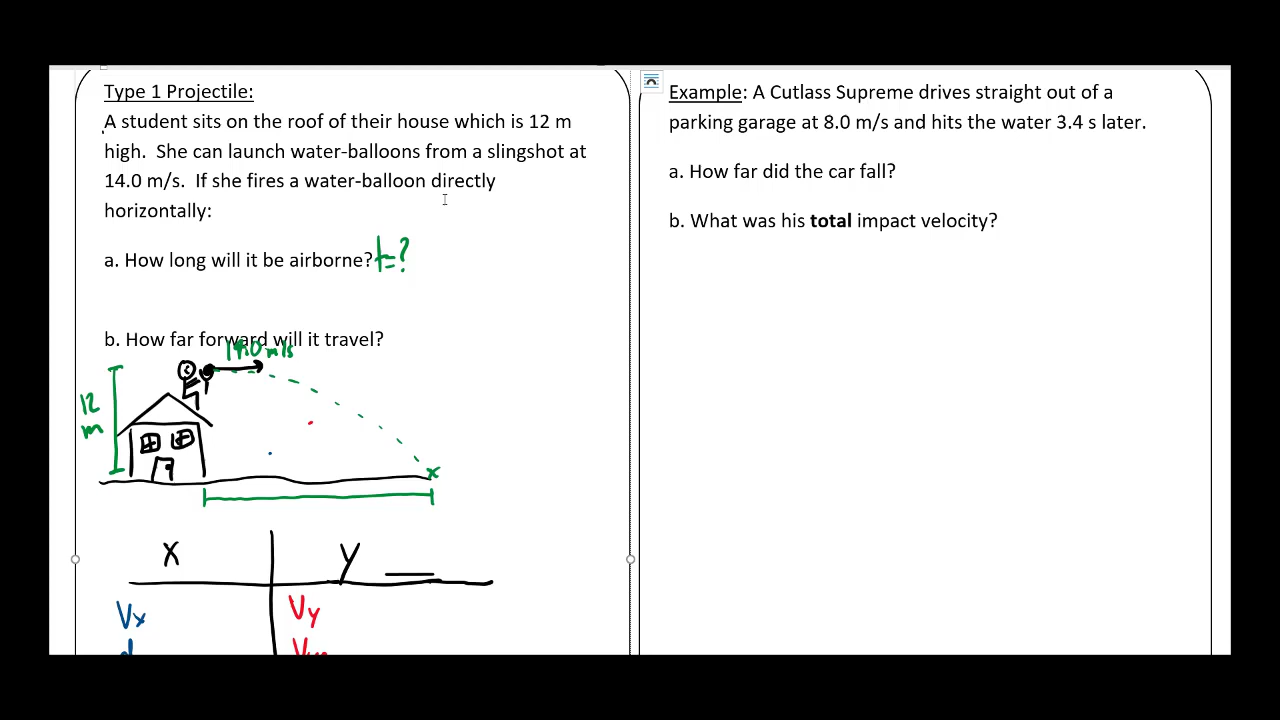 Type 1 Projectile:
A student sits on the roof of their house which is 12 m
high. She can launch water-balloons from a slingshot at
14.0 m/s. If she fires a water-balloon directly
horizontally:
a. How long will it be airborne? t=?
b. How far forward will it travel?
14.0 m/s
12
m
x
X
y
Vx
Vy
Example: A Cutlass Supreme drives straight out of a
parking garage at 8.0 m/s and hits the water 3.4 s later.
a. How far did the car fall?
b. What was his total impact velocity?